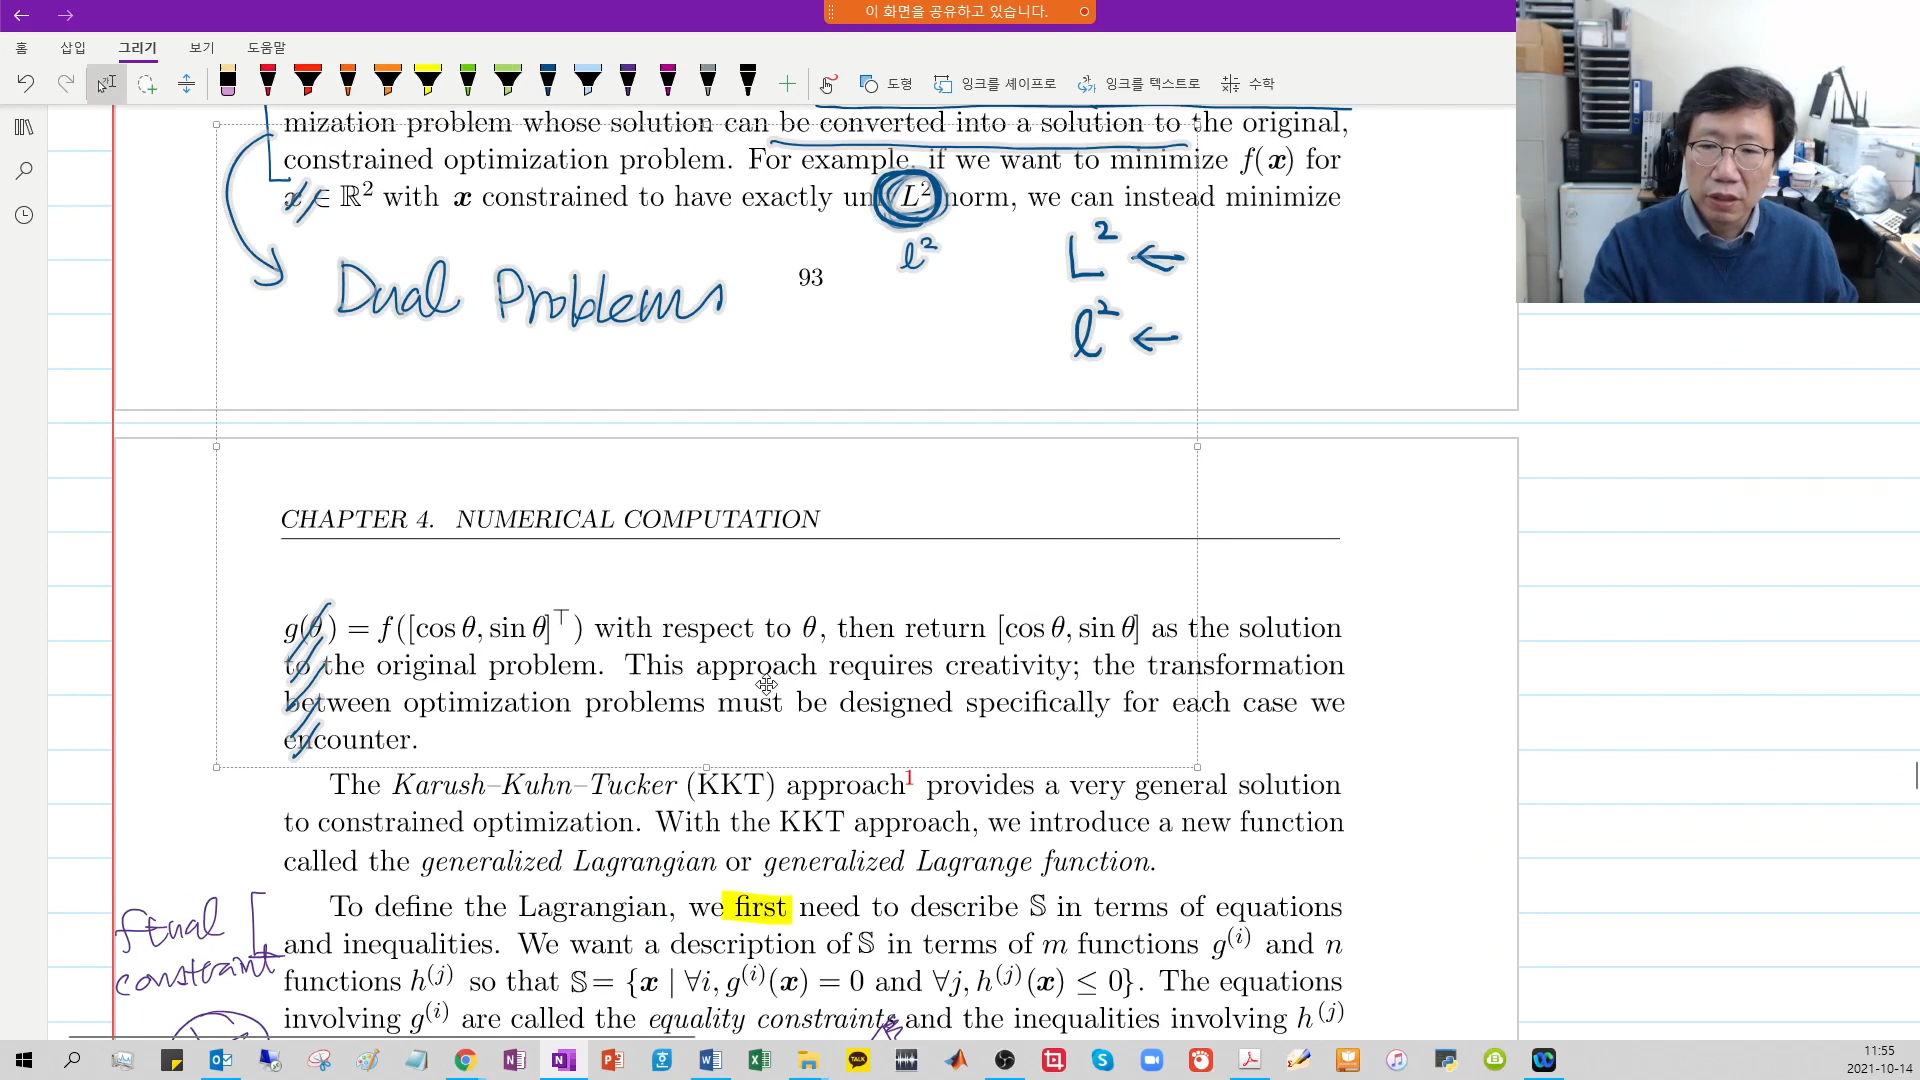 이 화면을 공유하고 있습니다.
홈 삽입 그리기 보기 도움말
도형 잉크를 셰이프로 잉크를 텍스트로 수학
mization problem whose solution can be converted into a solution to the original,
constrained optimization problem. For example, if we want to minimize f(x) for
x ∈ ℝ² with x constrained to have exactly unit L² norm, we can instead minimize
l²
L² ←
93
Dual Problems
l² ←
CHAPTER 4. NUMERICAL COMPUTATION
g(θ) = f([cos θ, sin θ]⊤) with respect to θ, then return [cos θ, sin θ] as the solution
to the original problem. This approach requires creativity; the transformation
between optimization problems must be designed specifically for each case we
encounter.
The Karush–Kuhn–Tucker (KKT) approach¹ provides a very general solution
to constrained optimization. With the KKT approach, we introduce a new function
called the generalized Lagrangian or generalized Lagrange function.
To define the Lagrangian, we first need to describe 𝕊 in terms of equations
and inequalities. We want a description of 𝕊 in terms of m functions g⁽ⁱ⁾ and n
functions h⁽ʲ⁾ so that 𝕊 = {x | ∀i, g⁽ⁱ⁾(x) = 0 and ∀j, h⁽ʲ⁾(x) ≤ 0}. The equations
involving g⁽ⁱ⁾ are called the equality constraints and the inequalities involving h⁽ʲ⁾
constraint
TALK
11:55
2021-10-14